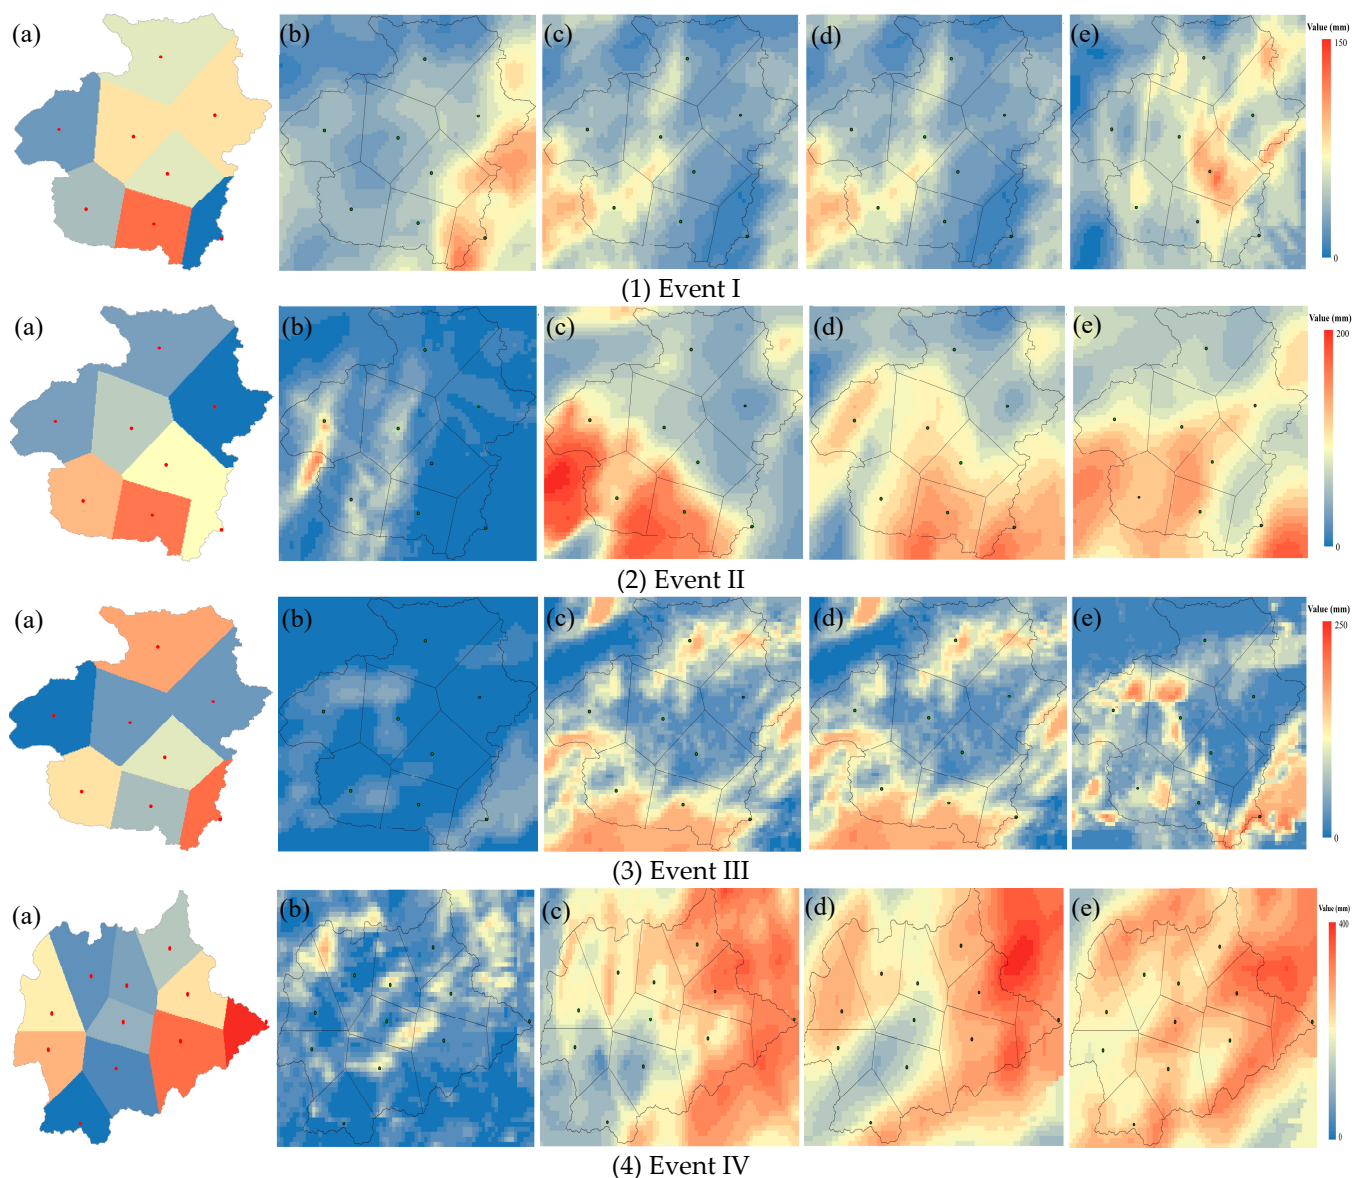 (a) (b) (c) (d) (e) Value (mm)
150
0
(1) Event I
(a) (b) (c) (d) (e) Value (mm)
200
0
(2) Event II
(a) (b) (c) (d) (e) Value (mm)
250
0
(3) Event III
(a) (b) (c) (d) (e) Value (mm)
400
0
(4) Event IV